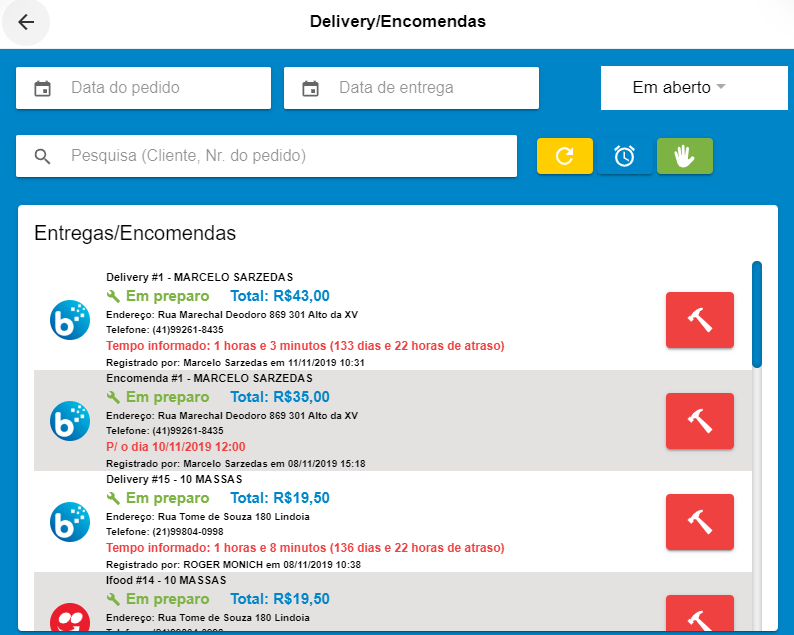 Delivery/Encomendas
Data do pedido
Data de entrega
Em aberto
Pesquisa (Cliente, Nr. do pedido)
Entregas/Encomendas
Delivery #1 - MARCELO SARZEDAS
Em preparo Total: R$43,00
Endereço: Rua Marechal Deodoro 869 301 Alto da XV
Telefone: (41)99261-8435
Tempo informado: 1 horas e 3 minutos (133 dias e 22 horas de atraso)
Registrado por: Marcelo Sarzedas em 11/11/2019 10:31
Encomenda #1 - MARCELO SARZEDAS
Em preparo Total: R$35,00
Endereço: Rua Marechal Deodoro 869 301 Alto da XV
Telefone: (41)99261-8435
P/ o dia 10/11/2019 12:00
Registrado por: Marcelo Sarzedas em 08/11/2019 15:18
Delivery #15 - 10 MASSAS
Em preparo Total: R$19,50
Endereço: Rua Tome de Souza 180 Lindoia
Telefone: (21)99804-0998
Tempo informado: 1 horas e 8 minutos (136 dias e 22 horas de atraso)
Registrado por: ROGER MONICH em 08/11/2019 10:38
Ifood #14 - 10 MASSAS
Em preparo Total: R$19,50
Endereço: Rua Tome de Souza 180 Lindoia